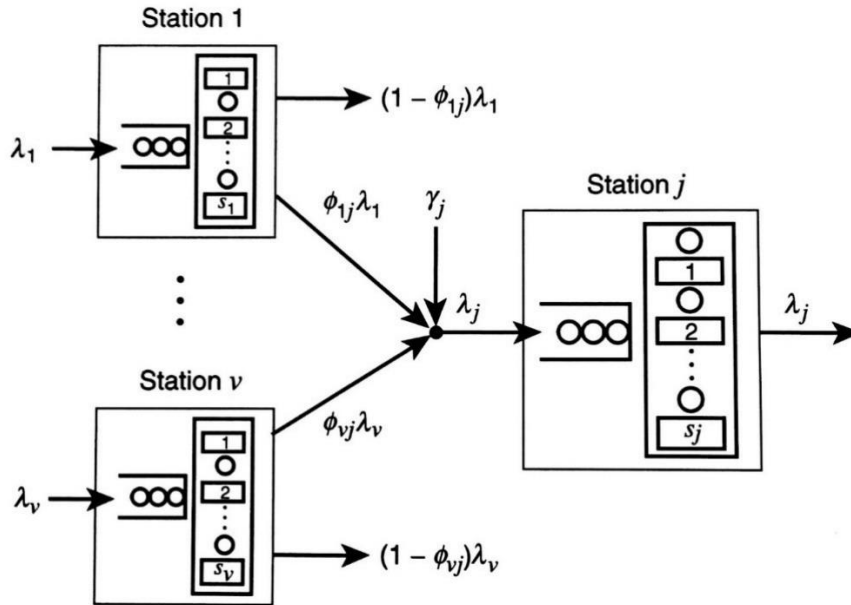 Station 1
λ₁
1
2
s₁
(1 − ϕ₁ⱼ)λ₁
ϕ₁ⱼλ₁
γⱼ
λⱼ
Station j
1
2
sⱼ
λⱼ
Station v
λᵥ
1
2
sᵥ
ϕᵥⱼλᵥ
(1 − ϕᵥⱼ)λᵥ